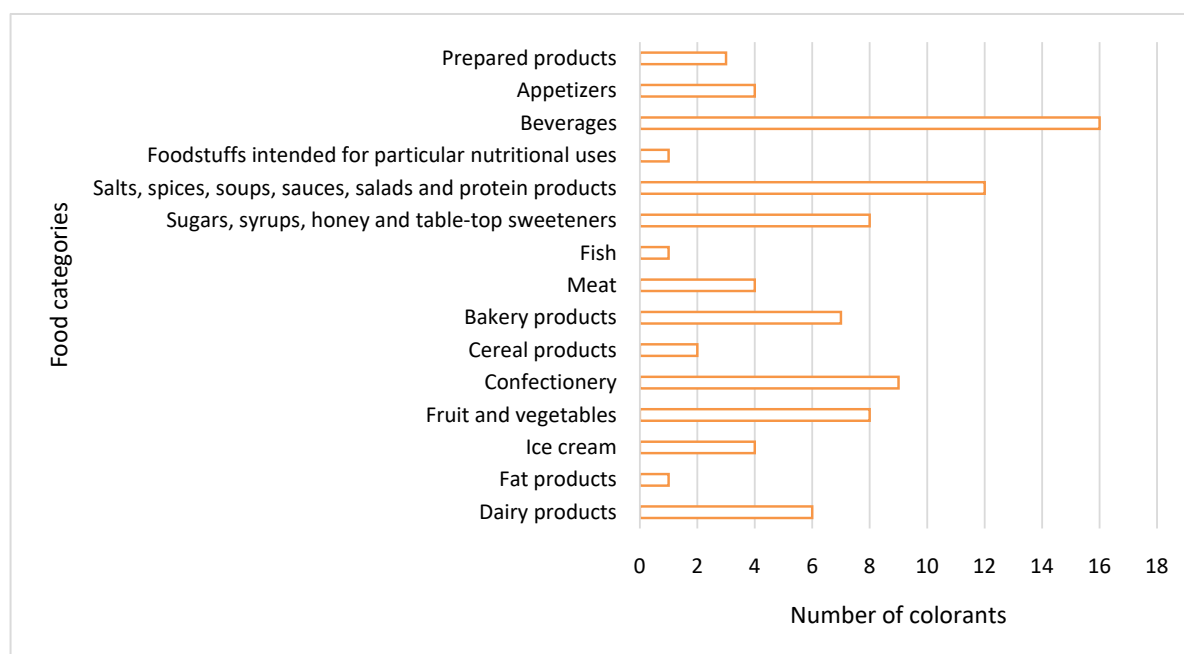 Prepared products
Appetizers
Beverages
Foodstuffs intended for particular nutritional uses
Salts, spices, soups, sauces, salads and protein products
Sugars, syrups, honey and table-top sweeteners
Fish
Meat
Bakery products
Cereal products
Confectionery
Fruit and vegetables
Ice cream
Fat products
Dairy products
Food categories
0 2 4 6 8 10 12 14 16 18
Number of colorants